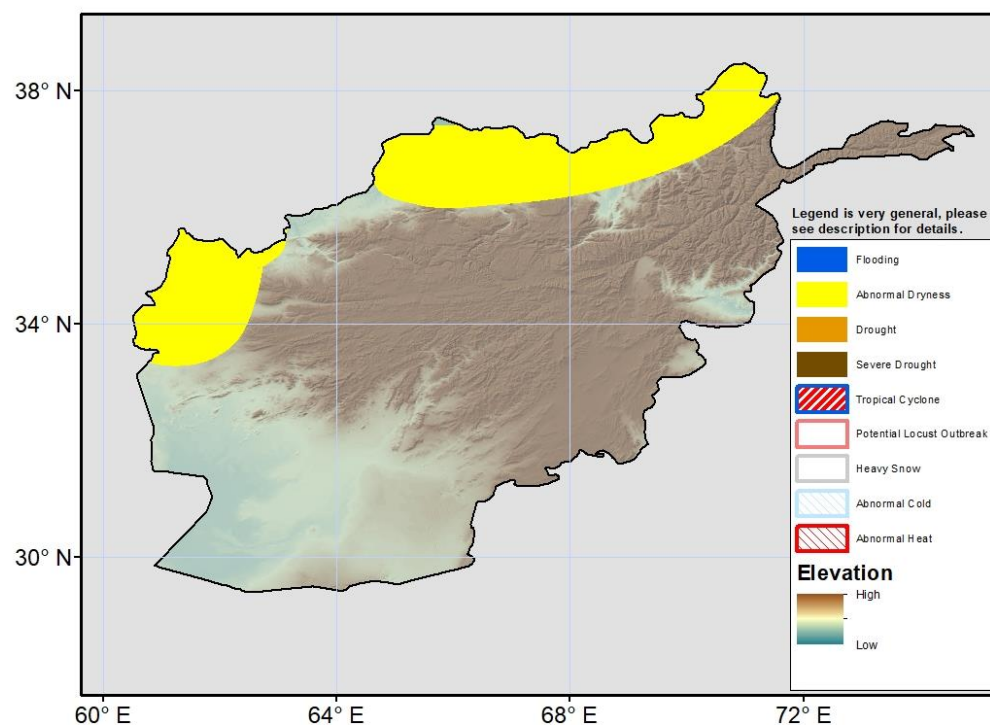 38° N
34° N
30° N
60° E
64° E
68° E
72° E
Legend is very general, please
see description for details.
Flooding
Abnormal Dryness
Drought
Severe Drought
Tropical Cyclone
Potential Locust Outbreak
Heavy Snow
Abnormal Cold
Abnormal Heat
Elevation
High
Low